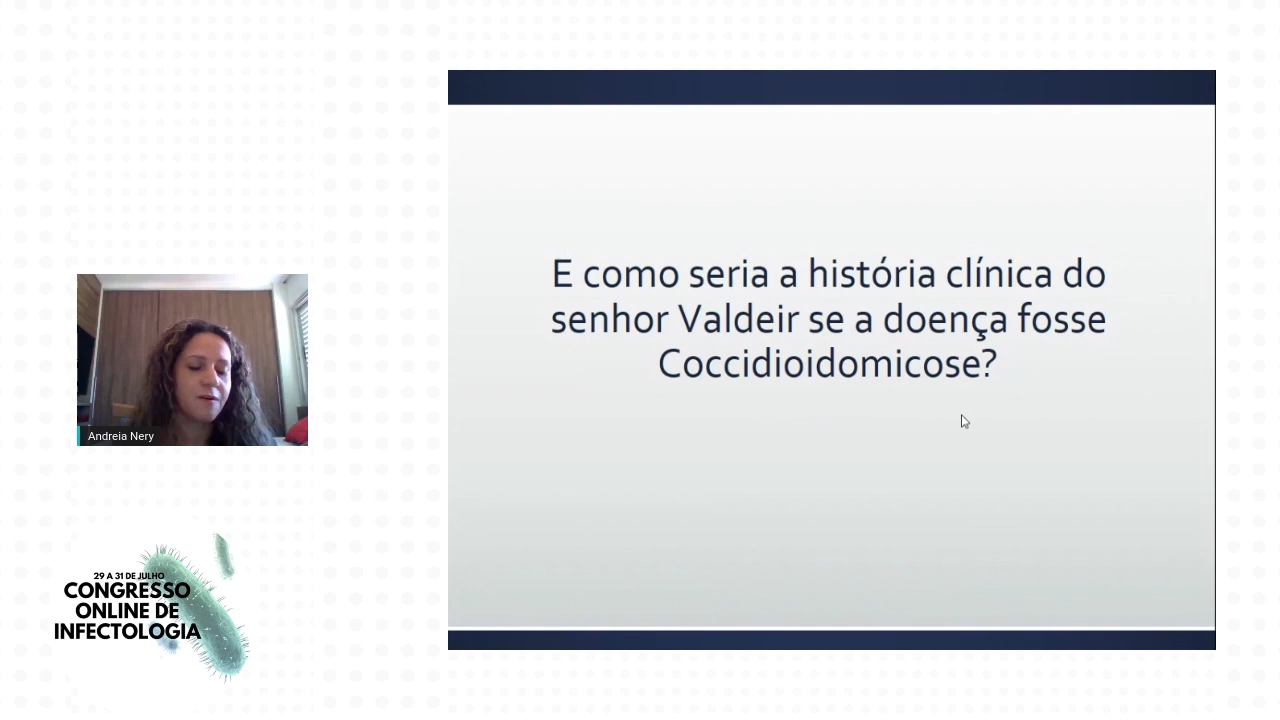 E como seria a história clínica do
senhor Valdeir se a doença fosse
Coccidioidomicose?
Andreia Nery
29 A 31 DE JULHO
CONGRESSO
ONLINE DE
INFECTOLOGIA